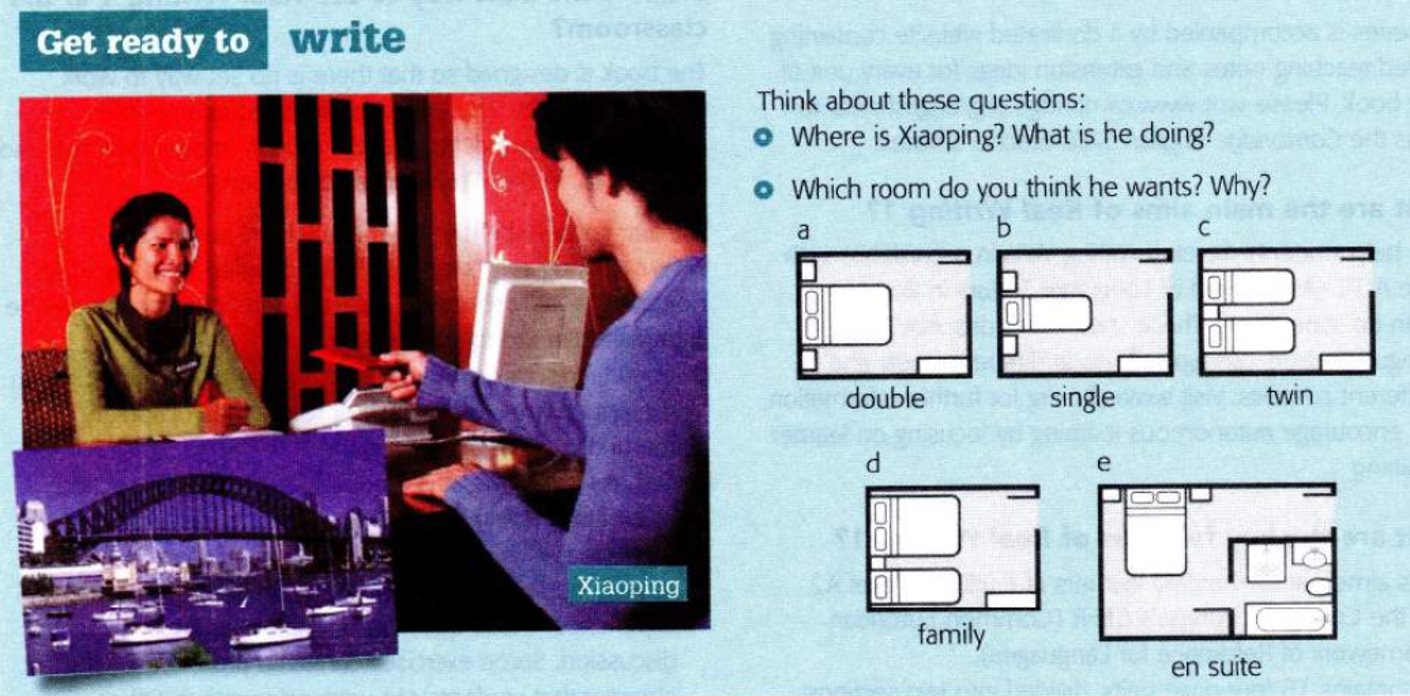 Get ready to write
Think about these questions:
Where is Xiaoping? What is he doing?
Which room do you think he wants? Why?
a
b
c
double
single
twin
d
e
family
en suite
Xiaoping